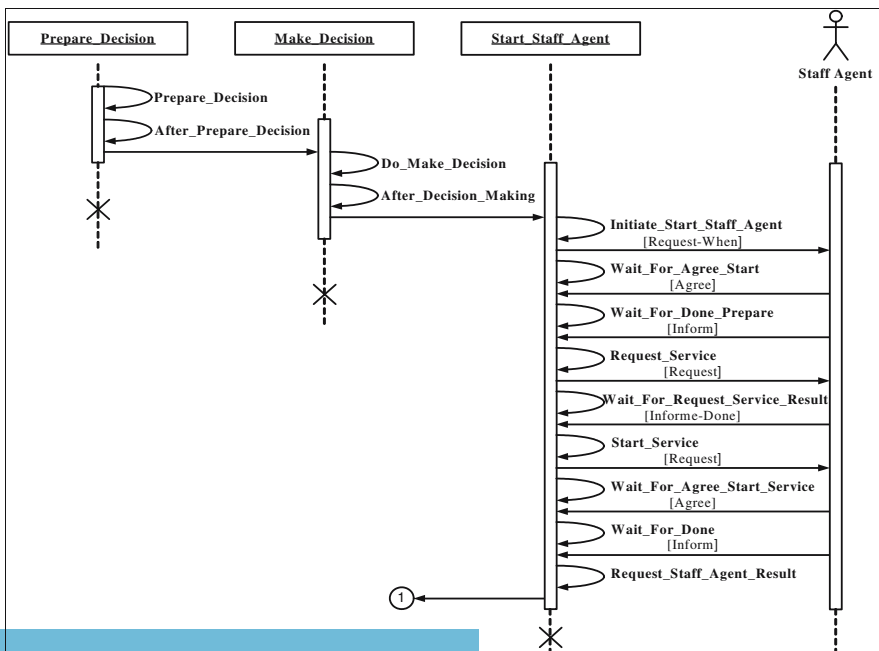 Prepare_Decision
Make_Decision
Start_Staff_Agent
Staff Agent
Prepare_Decision
After_Prepare_Decision
Do_Make_Decision
After_Decision_Making
Initiate_Start_Staff_Agent
[Request-When]
Wait_For_Agree_Start
[Agree]
Wait_For_Done_Prepare
[Inform]
Request_Service
[Request]
Wait_For_Request_Service_Result
[Informe-Done]
Start_Service
[Request]
Wait_For_Agree_Start_Service
[Agree]
Wait_For_Done
[Inform]
Request_Staff_Agent_Result
1